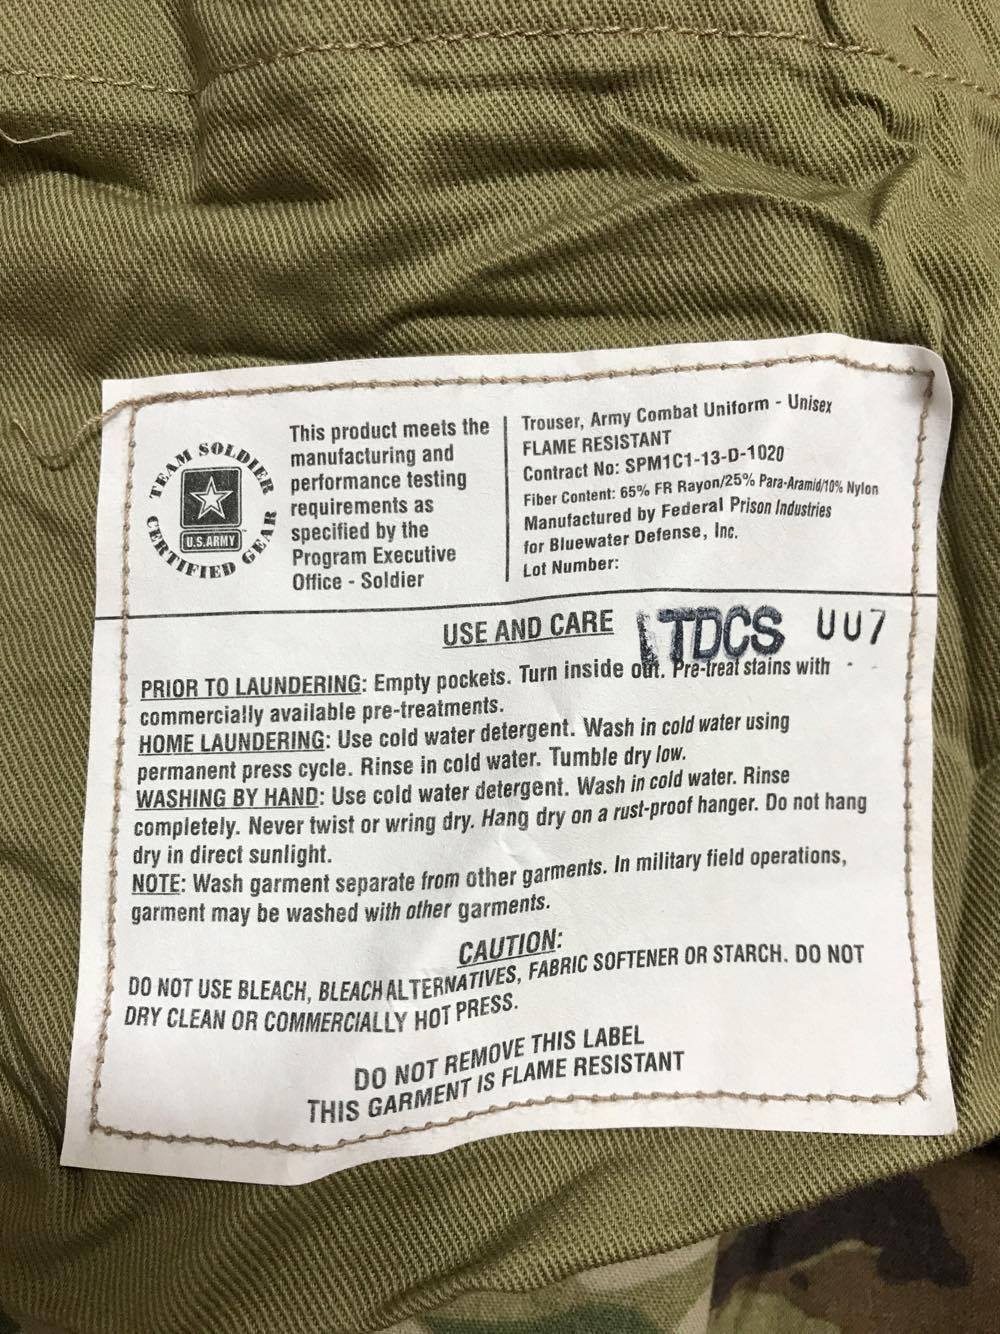 TEAM SOLDIER
CERTIFIED GEAR
U.S.ARMY
This product meets the
manufacturing and
performance testing
requirements as
specified by the
Program Executive
Office - Soldier
Trouser, Army Combat Uniform - Unisex
FLAME RESISTANT
Contract No: SPM1C1-13-D-1020
Fiber Content: 65% FR Rayon/25% Para-Aramid/10% Nylon
Manufactured by Federal Prison Industries
for Bluewater Defense, Inc.
Lot Number:
USE AND CARE
TDCS UU7
PRIOR TO LAUNDERING: Empty pockets. Turn inside out. Pre-treat stains with
commercially available pre-treatments.
HOME LAUNDERING: Use cold water detergent. Wash in cold water using
permanent press cycle. Rinse in cold water. Tumble dry low.
WASHING BY HAND: Use cold water detergent. Wash in cold water. Rinse
completely. Never twist or wring dry. Hang dry on a rust-proof hanger. Do not hang
dry in direct sunlight.
NOTE: Wash garment separate from other garments. In military field operations,
garment may be washed with other garments.
CAUTION:
DO NOT USE BLEACH, BLEACH ALTERNATIVES, FABRIC SOFTENER OR STARCH. DO NOT
DRY CLEAN OR COMMERCIALLY HOT PRESS.
DO NOT REMOVE THIS LABEL
THIS GARMENT IS FLAME RESISTANT